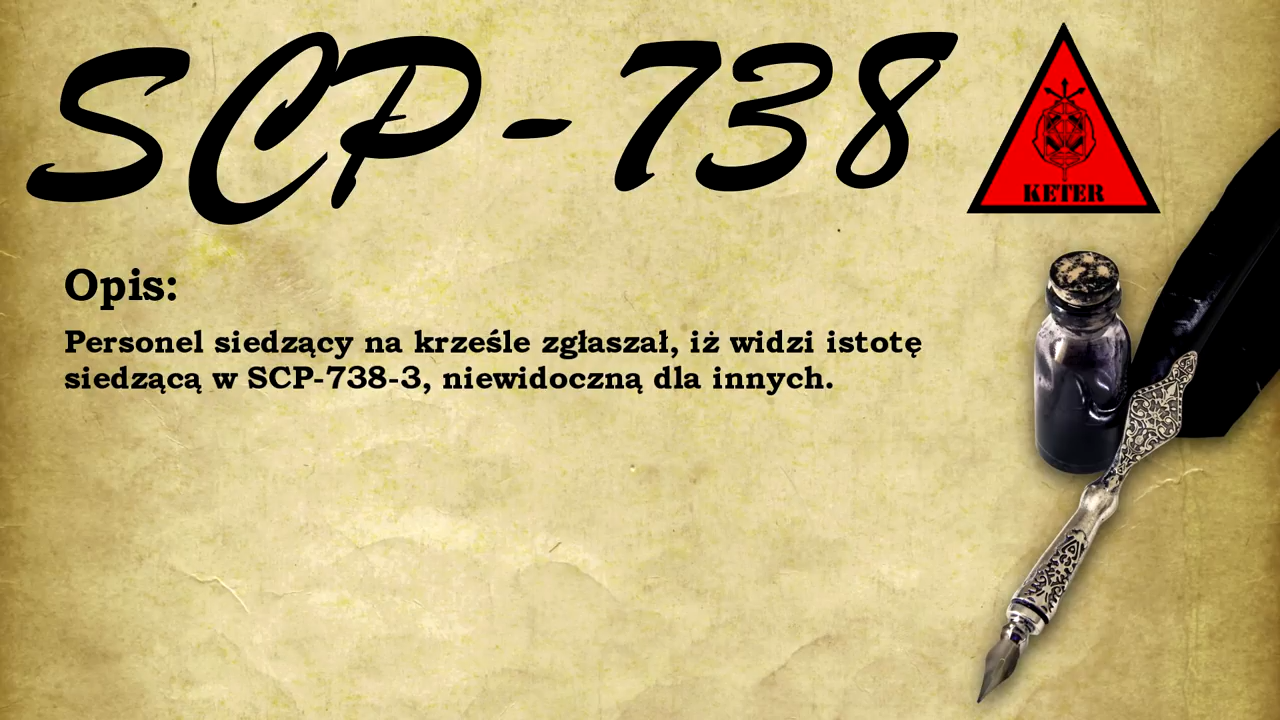 SCP-738
KETER
Opis:
Personel siedzący na krześle zgłaszał, iż widzi istotę
siedzącą w SCP-738-3, niewidoczną dla innych.